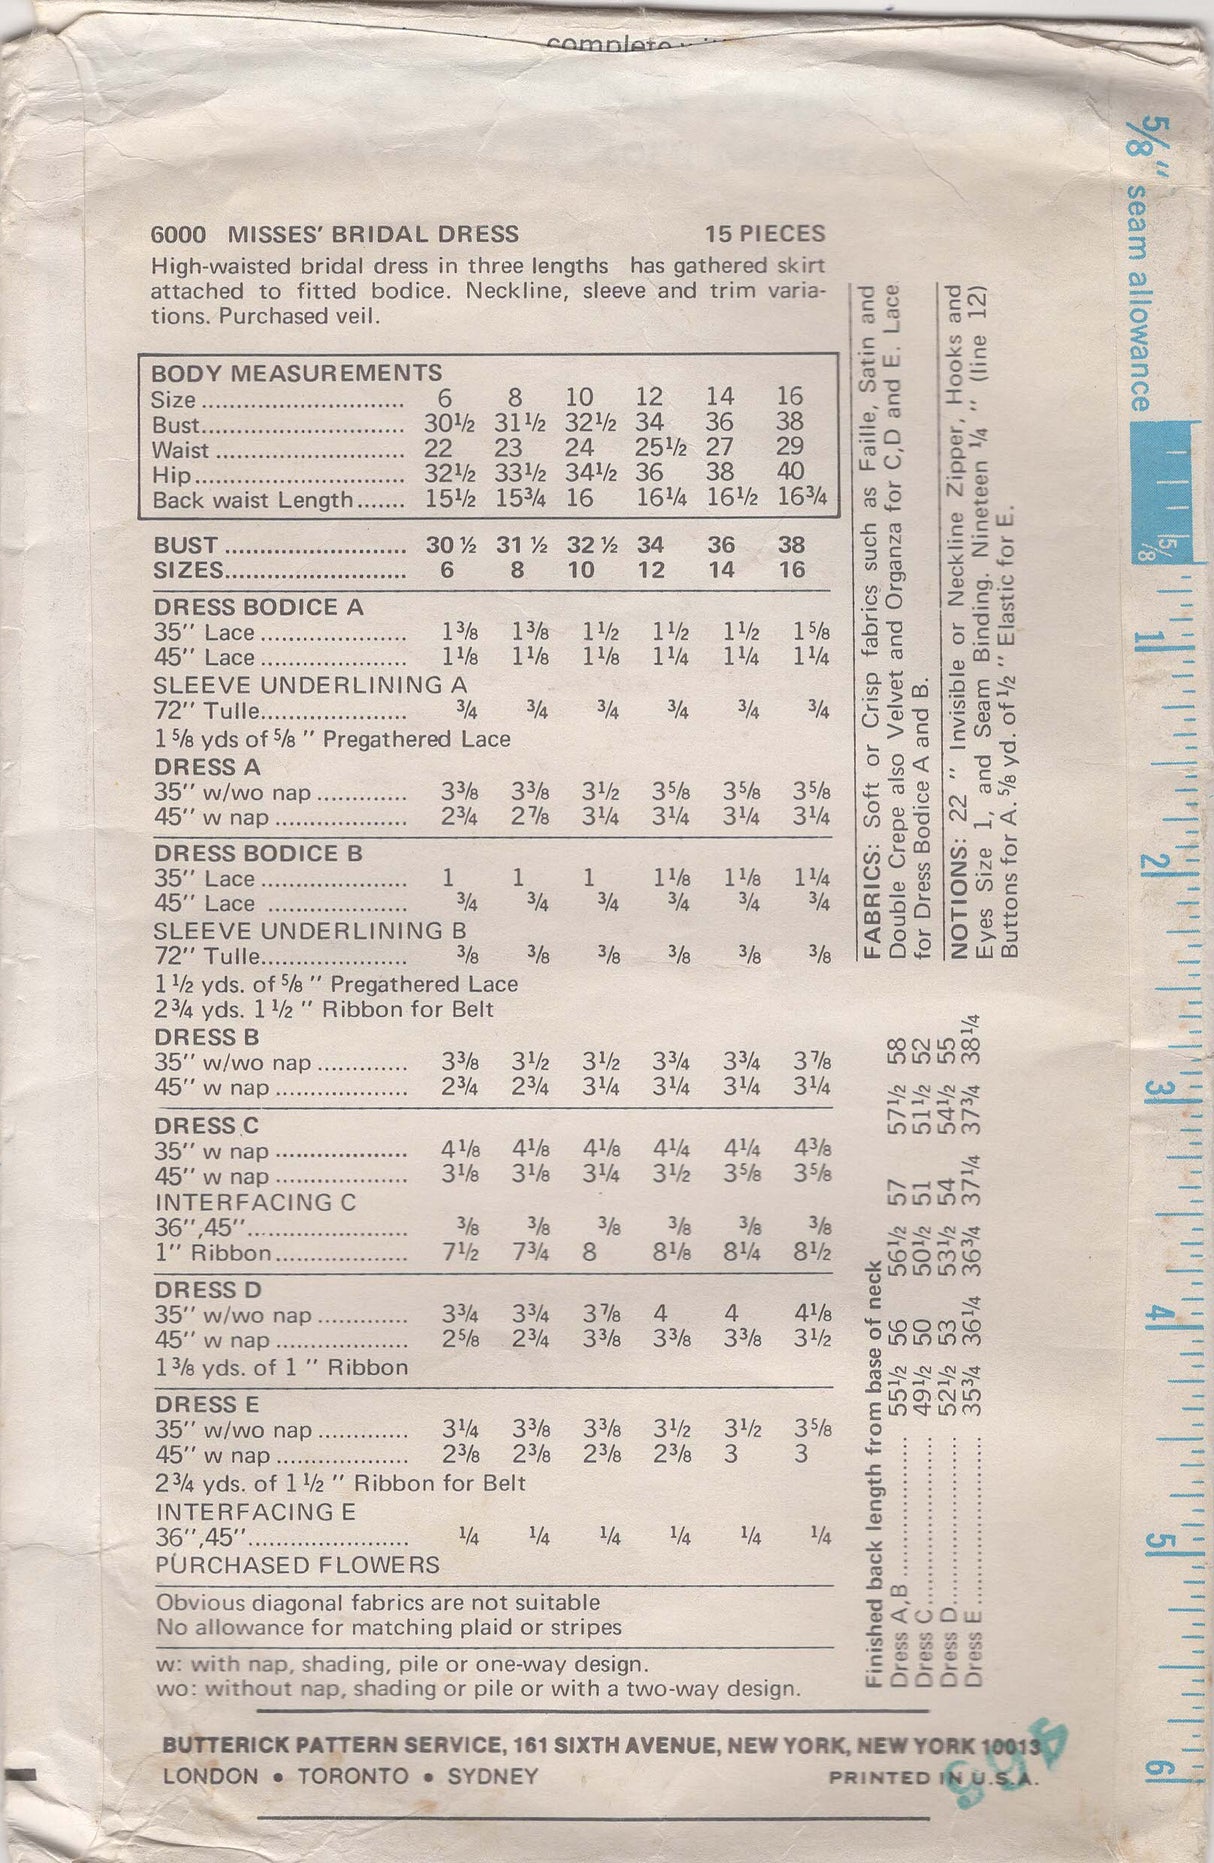 complete
6000 MISSES' BRIDAL DRESS 15 PIECES
High-waisted bridal dress in three lengths has gathered skirt
attached to fitted bodice. Neckline, sleeve and trim varia-
tions. Purchased veil.
BODY MEASUREMENTS
Size .............................. 6 8 10 12 14 16
Bust.............................. 30½ 31½ 32½ 34 36 38
Waist ............................ 22 23 24 25½ 27 29
Hip............................... 32½ 33½ 34½ 36 38 40
Back waist Length....... 15½ 15¾ 16 16¼ 16½ 16¾
BUST ........................... 30 ½ 31 ½ 32 ½ 34 36 38
SIZES........................... 6 8 10 12 14 16
DRESS BODICE A
35" Lace ..................... 1⅜ 1⅜ 1½ 1½ 1½ 1⅝
45" Lace ..................... 1⅛ 1⅛ 1⅛ 1¼ 1¼ 1¼
SLEEVE UNDERLINING A
72" Tulle..................... ¾ ¾ ¾ ¾ ¾ ¾
1⅝ yds of ⅝ " Pregathered Lace
DRESS A
35" w/wo nap ............. 3⅜ 3⅜ 3½ 3⅝ 3⅝ 3⅝
45" w nap ................... 2¾ 2⅞ 3¼ 3¼ 3¼ 3¼
DRESS BODICE B
35" Lace ..................... 1 1 1 1⅛ 1⅛ 1¼
45" Lace .................... ¾ ¾ ¾ ¾ ¾ ¾
SLEEVE UNDERLINING B
72" Tulle..................... ⅜ ⅜ ⅜ ⅜ ⅜ ⅜
1½ yds. of ⅝ " Pregathered Lace
2¾ yds. 1½ " Ribbon for Belt
DRESS B
35" w/wo nap ............. 3⅜ 3½ 3½ 3¾ 3¾ 3⅞
45" w nap ................... 2¾ 2¾ 3¼ 3¼ 3¼ 3¼
DRESS C
35" w nap ................... 4⅛ 4⅛ 4⅛ 4¼ 4¼ 4⅜
45" w nap ................... 3⅛ 3⅛ 3¼ 3½ 3⅝ 3⅝
INTERFACING C
36",45"....................... ⅜ ⅜ ⅜ ⅜ ⅜ ⅜
1" Ribbon................... 7½ 7¾ 8 8⅛ 8¼ 8½
DRESS D
35" w/wo nap ............. 3¾ 3¾ 3⅞ 4 4 4⅛
45" w nap ................... 2⅝ 2¾ 3⅜ 3⅜ 3⅜ 3½
1⅜ yds. of 1 " Ribbon
DRESS E
35" w/wo nap ............. 3¼ 3⅜ 3⅜ 3½ 3½ 3⅝
45" w nap ................... 2⅜ 2⅜ 2⅜ 2⅜ 3 3
2¾ yds. of 1½ " Ribbon for Belt
INTERFACING E
36",45"....................... ¼ ¼ ¼ ¼ ¼ ¼
PURCHASED FLOWERS
Obvious diagonal fabrics are not suitable
No allowance for matching plaid or stripes
w: with nap, shading, pile or one-way design.
wo: without nap, shading or pile or with a two-way design.
BUTTERICK PATTERN SERVICE, 161 SIXTH AVENUE, NEW YORK, NEW YORK 10013
LONDON • TORONTO • SYDNEY PRINTED IN U.S.A.
FABRICS: Soft or Crisp fabrics such as Faille, Satin and
Double Crepe also Velvet and Organza for C,D and E. Lace
for Dress Bodice A and B.
NOTIONS: 22 " Invisible or Neckline Zipper, Hooks and
Eyes Size 1, and Seam Binding. Nineteen ¼ " (line 12)
Buttons for A. ⅝ yd. of ½ " Elastic for E.
Finished back length from base of neck
Dress A,B ........................ 55½ 56 56½ 57 57½ 58
Dress C............................ 49½ 50 50½ 51 51½ 52
Dress D............................ 52½ 53 53½ 54 54½ 55
Dress E ............................ 35¾ 36¼ 36¾ 37¼ 37¾ 38¼
⅝" seam allowance
⅝
1
2
3
4
5
6